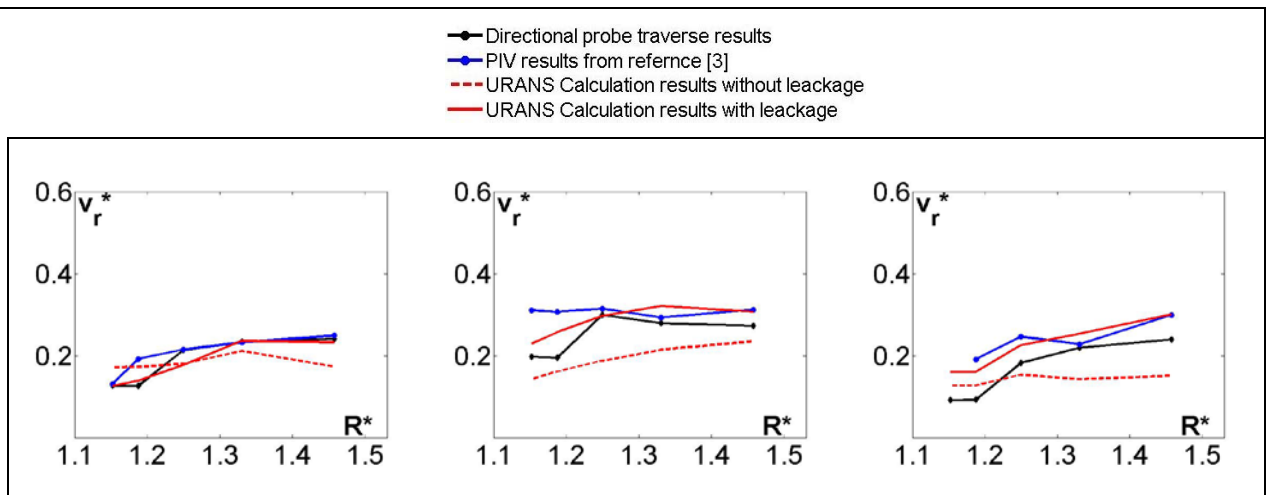 Directional probe traverse results
PIV results from refernce [3]
URANS Calculation results without leackage
URANS Calculation results with leackage
0.6 v_r* 0.6 v_r* 0.6 v_r*
0.4 0.4 0.4
0.2 0.2 0.2
R* R* R*
1.1 1.2 1.3 1.4 1.5 1.1 1.2 1.3 1.4 1.5 1.1 1.2 1.3 1.4 1.5